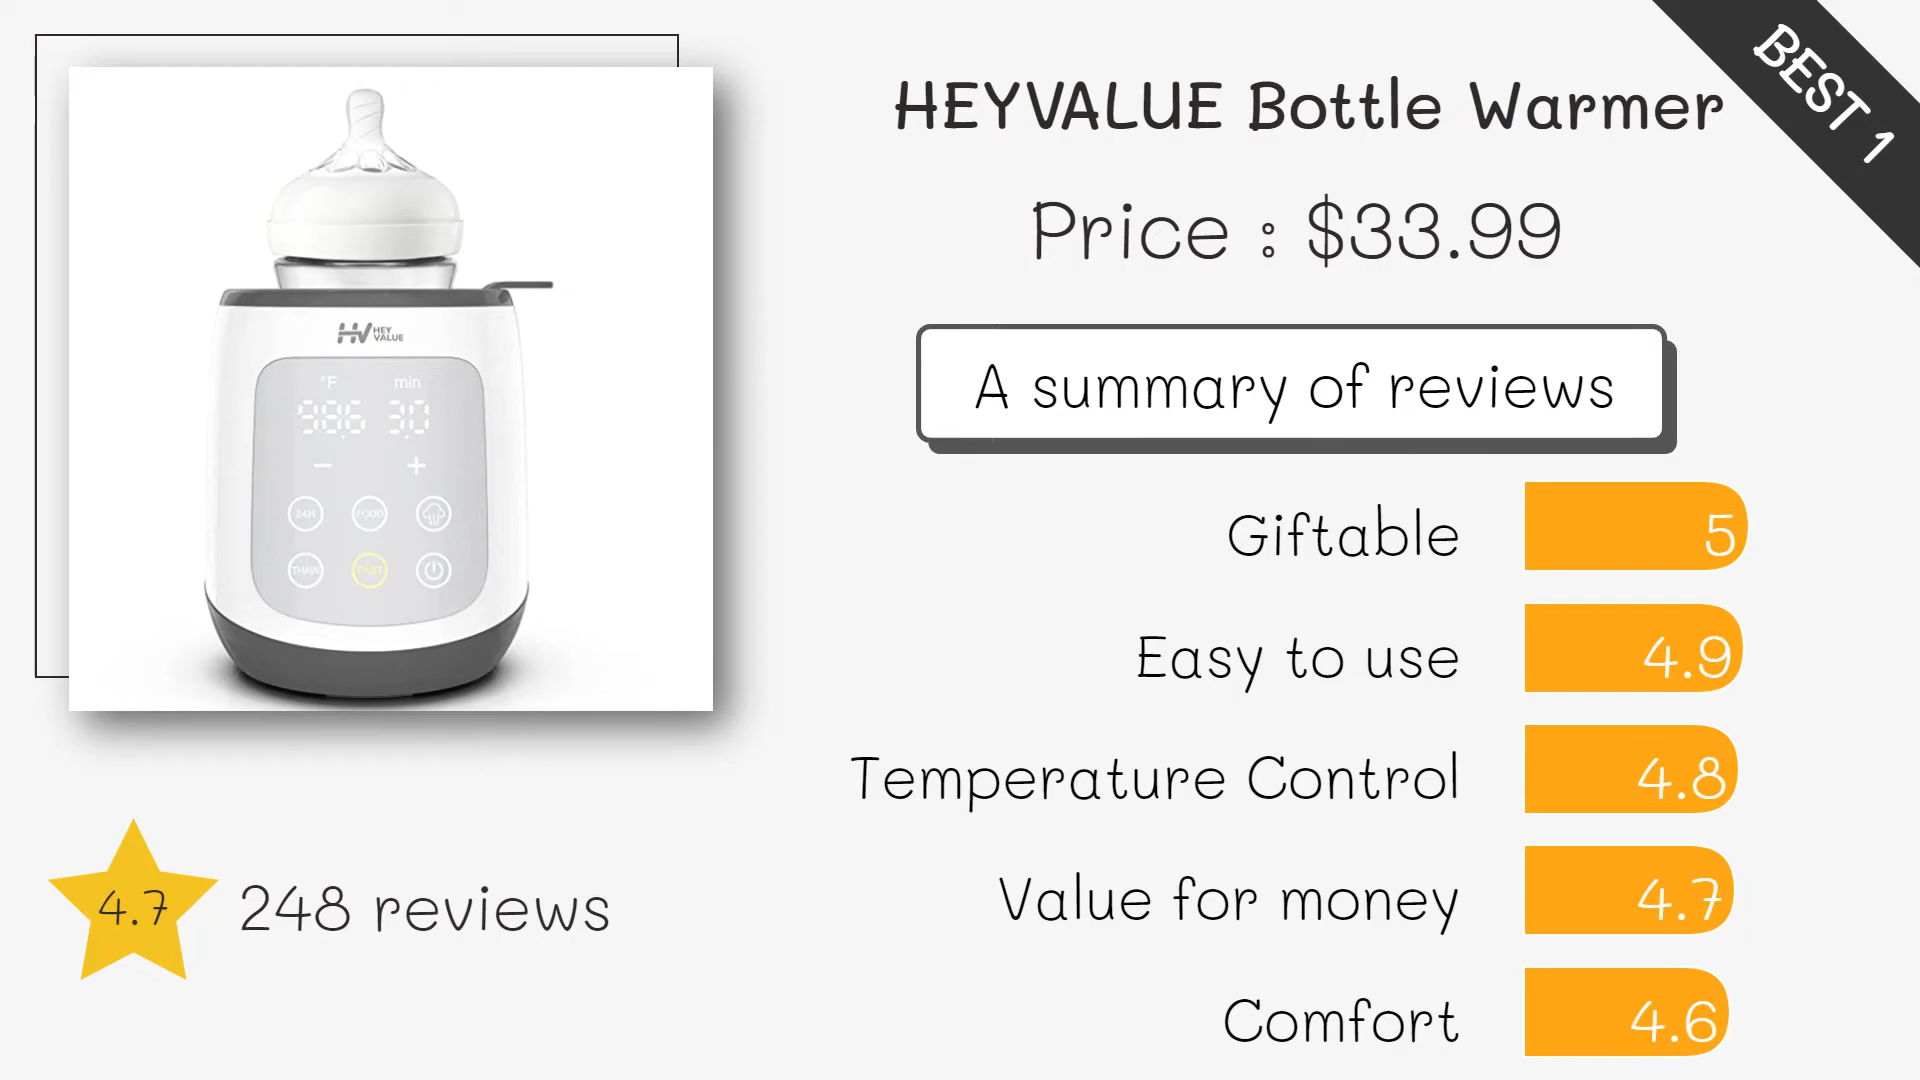 BEST 1
HEYVALUE Bottle Warmer
Price : $33.99
HV HEY VALUE
°F min
986 30
− +
24H FOOD
THAW FAST
A summary of reviews
Giftable 5
Easy to use 4.9
Temperature Control 4.8
Value for money 4.7
Comfort 4.6
4.7 248 reviews